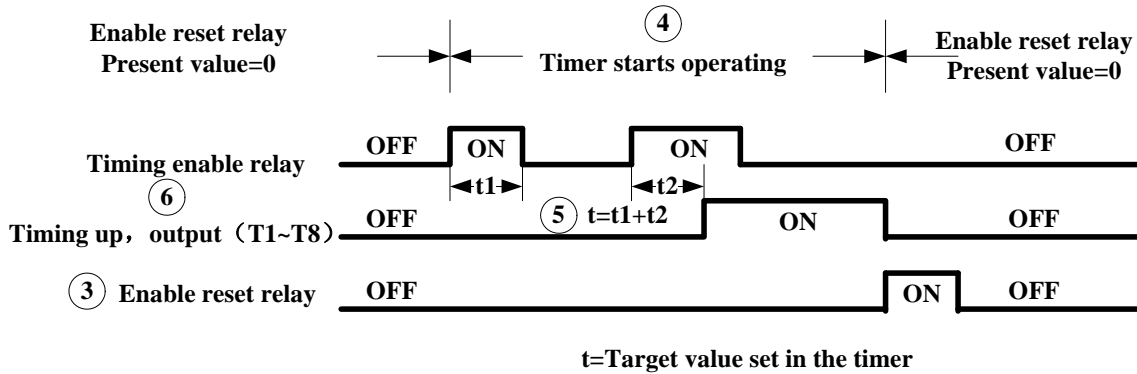 Enable reset relay
Present value=0
④
Timer starts operating
Enable reset relay
Present value=0
Timing enable relay
OFF
ON
ON
OFF
t1
t2
⑥
Timing up，output（T1~T8）
OFF
⑤ t=t1+t2
ON
OFF
③ Enable reset relay
OFF
ON
OFF
t=Target value set in the timer